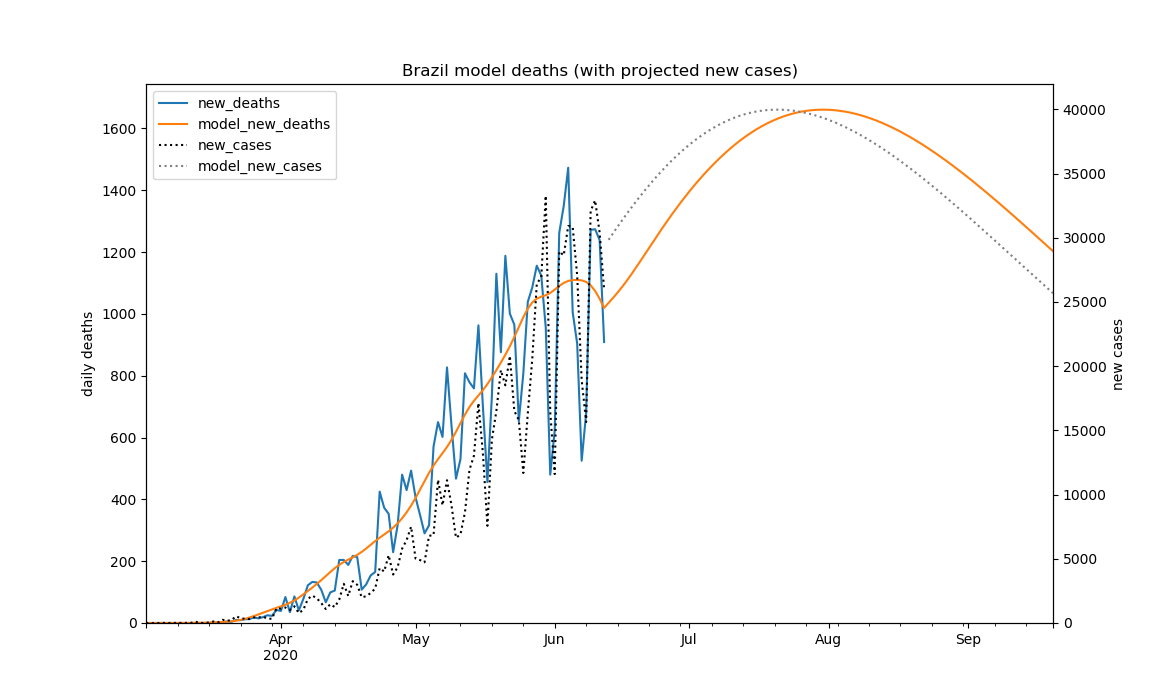 Brazil model deaths (with projected new cases)
new_deaths
model_new_deaths
new_cases
model_new_cases
daily deaths
1600
1400
1200
1000
800
600
400
200
0
40000
35000
30000
25000
20000
15000
10000
5000
0
new cases
Apr
2020
May
Jun
Jul
Aug
Sep